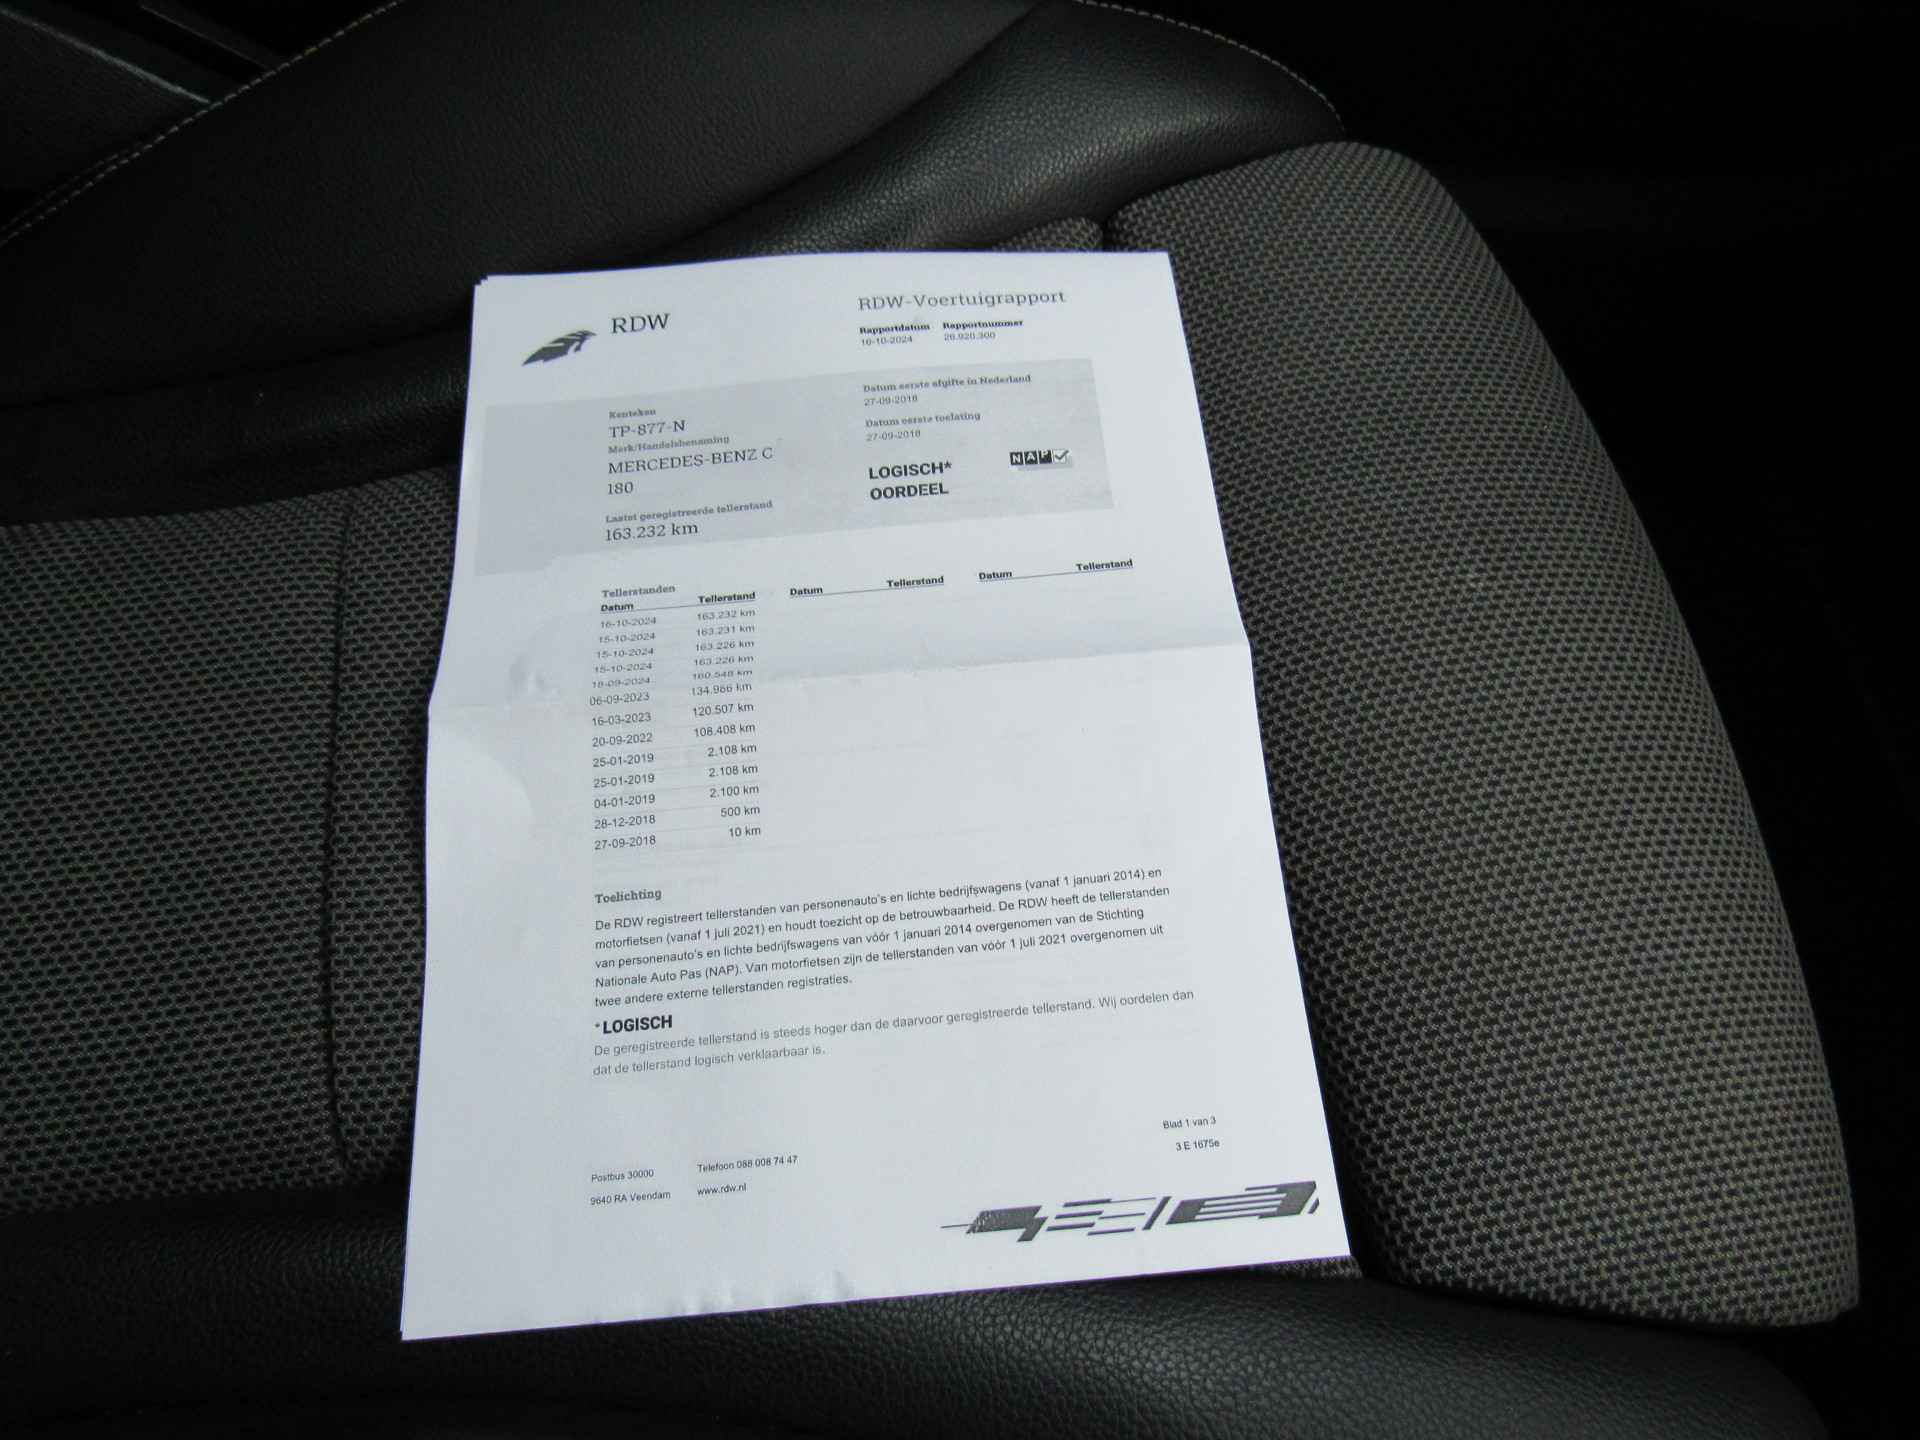 RDW
RDW-Voertuigrapport
Rapportdatum Rapportnummer
16-10-2024 26.920.300
Kenteken
TP-877-N
Merk/Handelsbenaming
MERCEDES-BENZ C
180
Laatst geregistreerde tellerstand
163.232 km
Datum eerste afgifte in Nederland
27-09-2018
Datum eerste toelating
27-09-2018
LOGISCH*
OORDEEL
NAP
Tellerstanden
Datum Tellerstand Datum Tellerstand Datum Tellerstand
16-10-2024 163.232 km
15-10-2024 163.231 km
15-10-2024 163.226 km
15-10-2024 163.226 km
18-09-2024 160.548 km
06-09-2023 134.966 km
16-03-2023 120.507 km
20-09-2022 108.408 km
25-01-2019 2.108 km
25-01-2019 2.108 km
04-01-2019 2.100 km
28-12-2018 500 km
27-09-2018 10 km
Toelichting
De RDW registreert tellerstanden van personenauto's en lichte bedrijfswagens (vanaf 1 januari 2014) en
motorfietsen (vanaf 1 juli 2021) en houdt toezicht op de betrouwbaarheid. De RDW heeft de tellerstanden
van personenauto's en lichte bedrijfswagens van vóór 1 januari 2014 overgenomen van de Stichting
Nationale Auto Pas (NAP). Van motorfietsen zijn de tellerstanden van vóór 1 juli 2021 overgenomen uit
twee andere externe tellerstanden registraties.
*LOGISCH
De geregistreerde tellerstand is steeds hoger dan de daarvoor geregistreerde tellerstand. Wij oordelen dan
dat de tellerstand logisch verklaarbaar is.
Blad 1 van 3
3 E 1675e
Postbus 30000 Telefoon 088 008 74 47
9640 RA Veendam www.rdw.nl